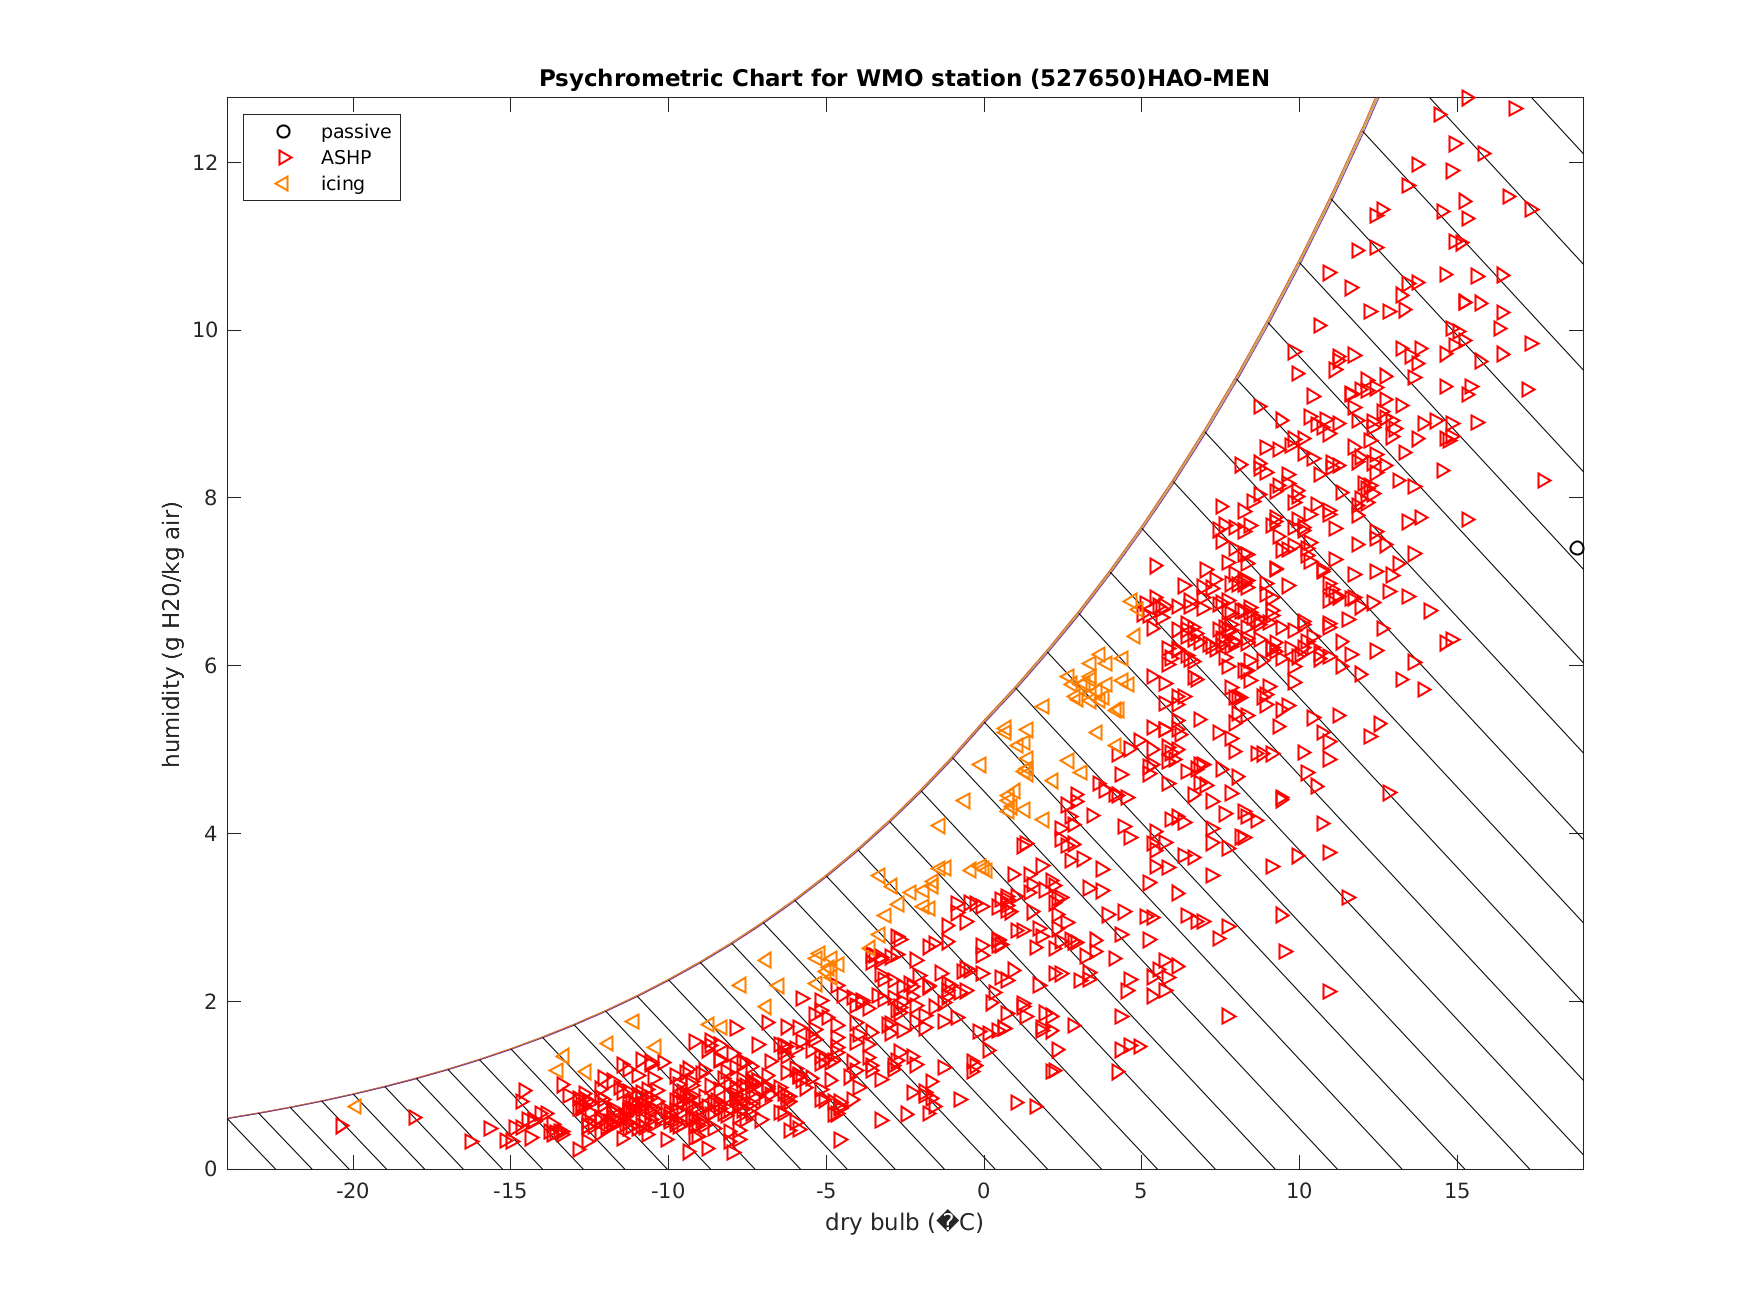 Psychrometric Chart for WMO station (527650)HAO-MEN
passive
ASHP
icing
humidity (g H20/kg air)
12
10
8
6
4
2
0
-20 -15 -10 -5 0 5 10 15
dry bulb (�C)